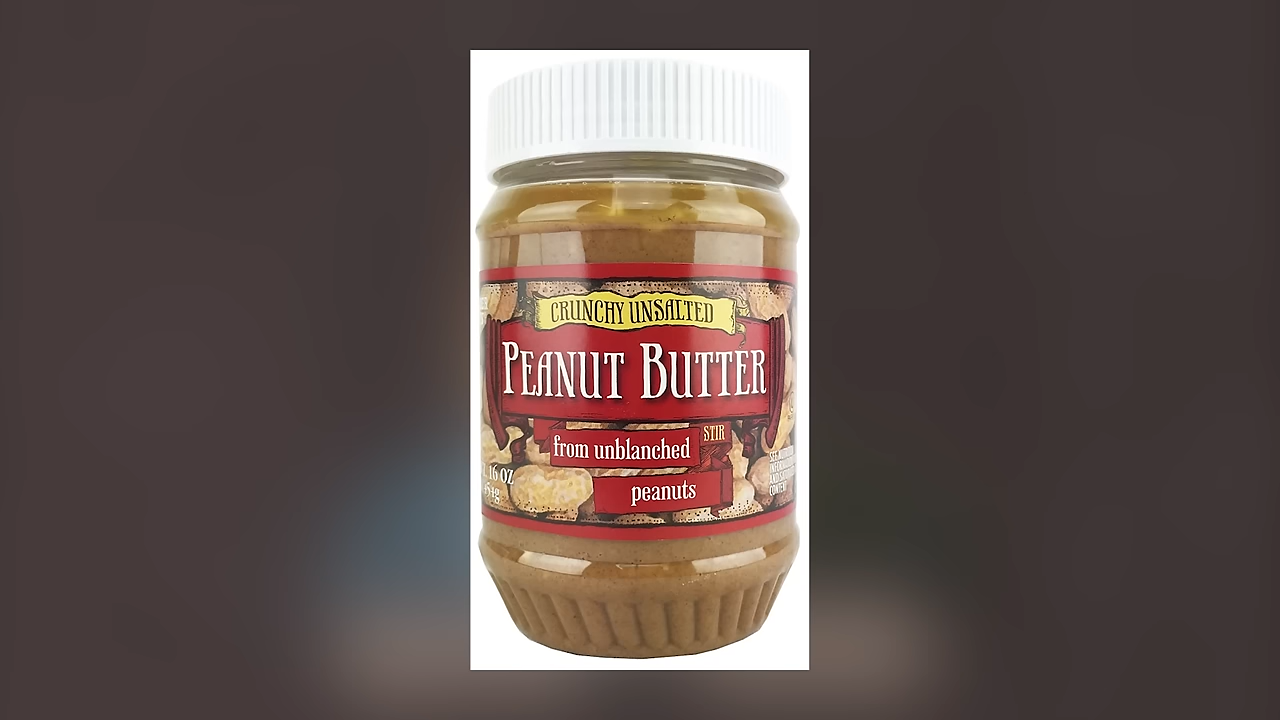 CRUNCHY UNSALTED
PEANUT BUTTER
from unblanched
STIR
peanuts
16 OZ